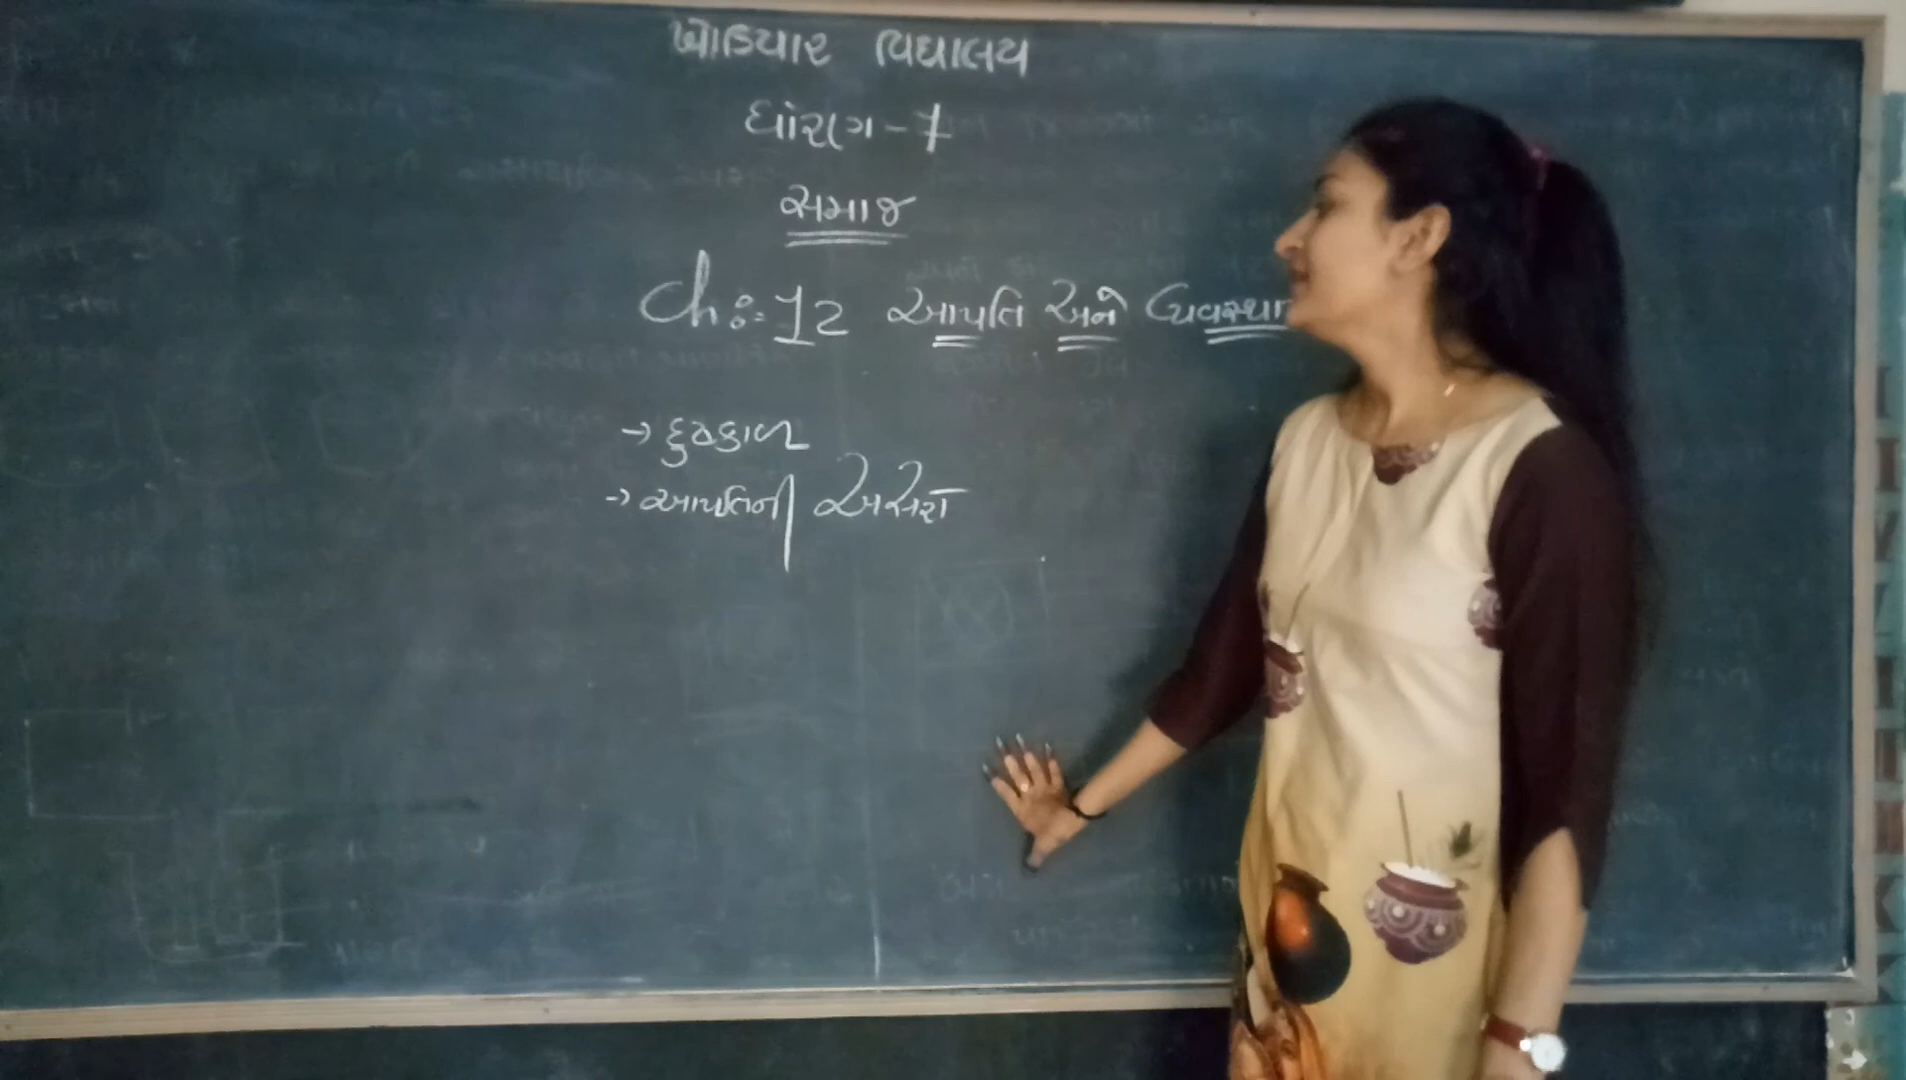 ખોડિયાર વિદ્યાલય
ધોરણ - 7
સમાજ
ch:- 12 આપતિ અને વ્યવસ્થા
→ દુષ્કાળ
→ આપતિની અસરો